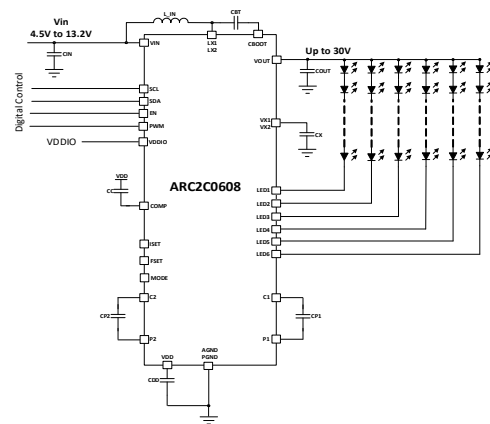 Vin
4.5V to 13.2V
L_IN
CBT
CIN
VIN
LX1
LX2
CBOOT
VOUT
Up to 30V
COUT
Digital Control
SCL
SDA
EN
PWM
VDDIO
VDDIO
VX1
VX2
CX
VDD
COMP
ARC2C0608
LED1
LED2
LED3
LED4
LED5
LED6
ISET
FSET
MODE
C2
CP2
P2
C1
CP1
P1
VDD
AGND
PGND
CDD